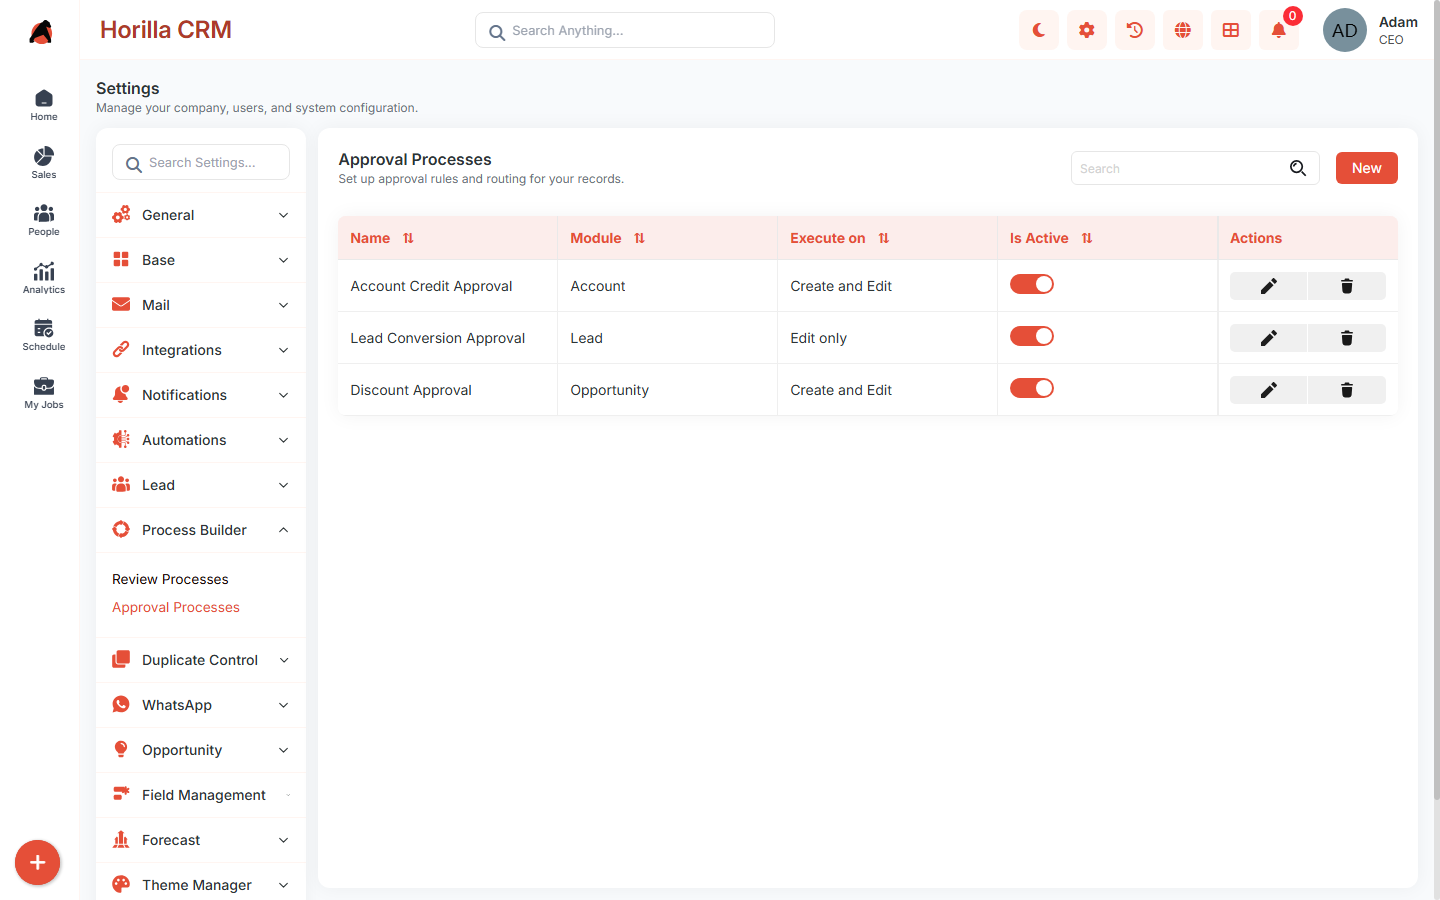 Horilla CRM
Search Anything...
0
AD
Adam
CEO
Home
Sales
People
Analytics
Schedule
My Jobs
Settings
Manage your company, users, and system configuration.
Search Settings...
General
Base
Mail
Integrations
Notifications
Automations
Lead
Process Builder
Review Processes
Approval Processes
Duplicate Control
WhatsApp
Opportunity
Field Management
Forecast
Theme Manager
Approval Processes
Set up approval rules and routing for your records.
Search
New
Name Module Execute on Is Active Actions
Account Credit Approval Account Create and Edit
Lead Conversion Approval Lead Edit only
Discount Approval Opportunity Create and Edit